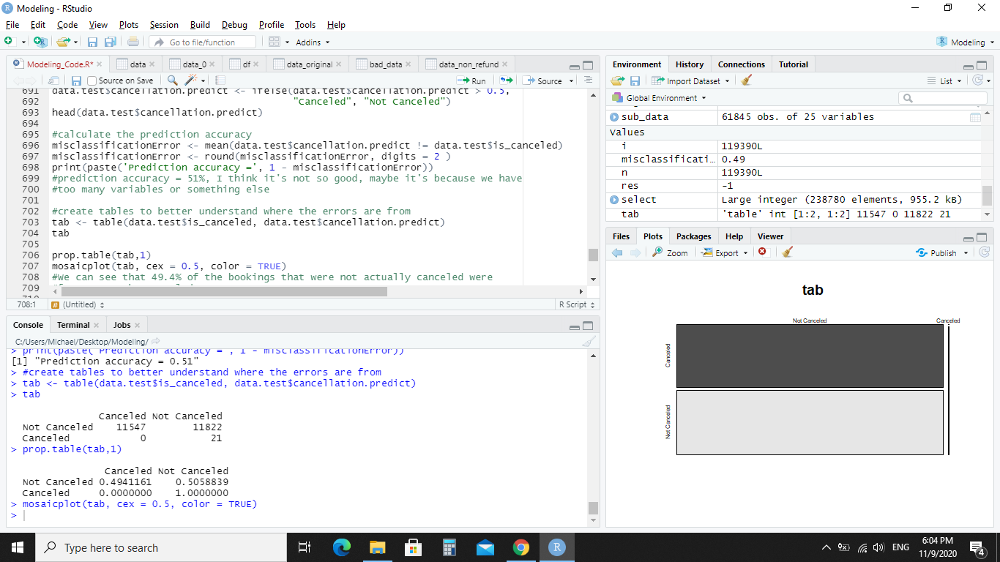 Modeling - RStudio
File Edit Code View Plots Session Build Debug Profile Tools Help
Go to file/function Addins Modeling
Modeling_Code.R* data data_0 df data_original bad_data data_non_refund
Source on Save Run Source
691 data.test$cancellation.predict <- ifelse(data.test$cancellation.predict > 0.5,
692 "Canceled", "Not Canceled")
693 head(data.test$cancellation.predict)
694
695 #calculate the prediction accuracy
696 misclassificationError <- mean(data.test$cancellation.predict != data.test$is_canceled)
697 misclassificationError <- round(misclassificationError, digits = 2 )
698 print(paste('Prediction accuracy =', 1 - misclassificationError))
699 #prediction accuracy = 51%, I think it's not so good, maybe it's because we have
700 #too many variables or something else
701
702 #create tables to better understand where the errors are from
703 tab <- table(data.test$is_canceled, data.test$cancellation.predict)
704 tab
705
706 prop.table(tab,1)
707 mosaicplot(tab, cex = 0.5, color = TRUE)
708 #We can see that 49.4% of the bookings that were not actually canceled were
709
708:1 (Untitled) R Script
Console Terminal Jobs
C:/Users/Michael/Desktop/Modeling/
> print(paste('Prediction accuracy =', 1 - misclassificationError))
[1] "Prediction accuracy = 0.51"
> #create tables to better understand where the errors are from
> tab <- table(data.test$is_canceled, data.test$cancellation.predict)
> tab
Canceled Not Canceled
Not Canceled 11547 11822
Canceled 0 21
> prop.table(tab,1)
Canceled Not Canceled
Not Canceled 0.4941161 0.5058839
Canceled 0.0000000 1.0000000
> mosaicplot(tab, cex = 0.5, color = TRUE)
>
Environment History Connections Tutorial
Import Dataset List
Global Environment
sub_data 61845 obs. of 25 variables
Values
i 119390L
misclassificati… 0.49
n 119390L
res -1
select Large integer (238780 elements, 955.2 kB)
tab 'table' int [1:2, 1:2] 11547 0 11822 21
Files Plots Packages Help Viewer
Zoom Export Publish
tab
Not Canceled Canceled
Canceled
Not Canceled
Type here to search
ENG
6:04 PM
11/9/2020
4